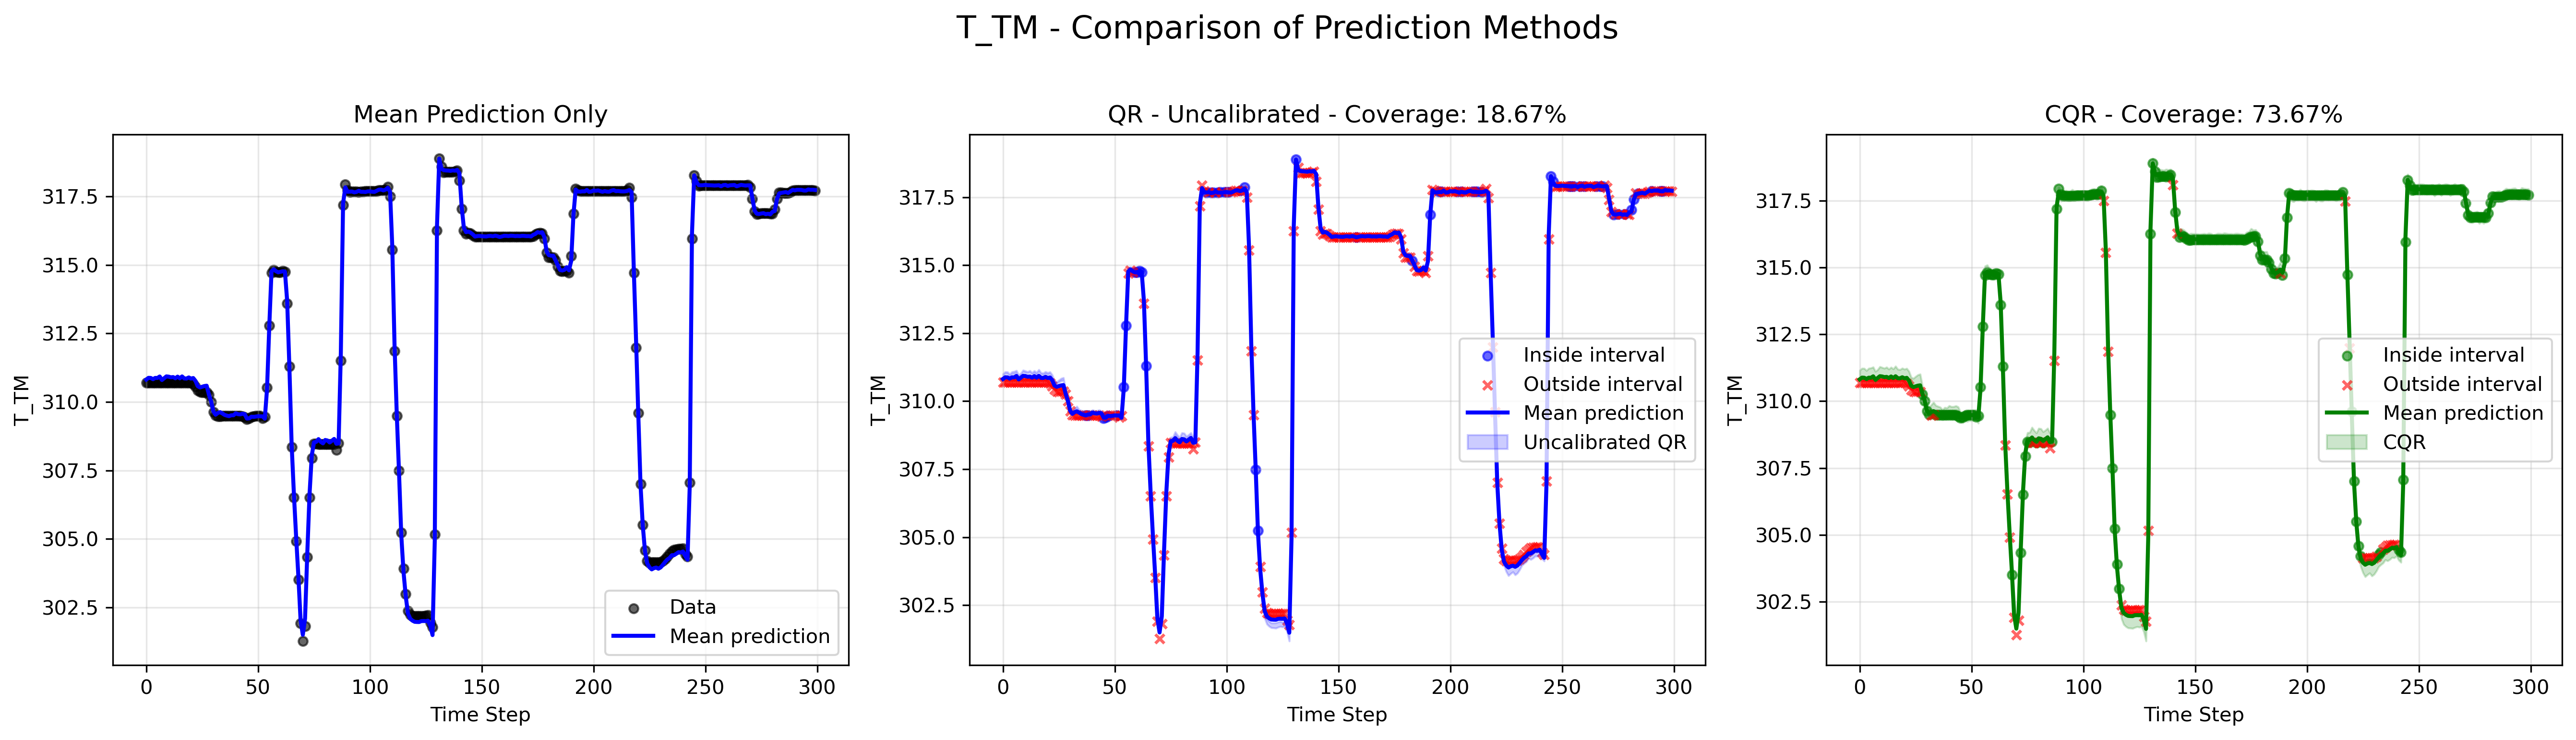 T_TM - Comparison of Prediction Methods
Mean Prediction Only
T_TM
317.5
315.0
312.5
310.0
307.5
305.0
302.5
0 50 100 150 200 250 300
Time Step
Data
Mean prediction
QR - Uncalibrated - Coverage: 18.67%
T_TM
317.5
315.0
312.5
310.0
307.5
305.0
302.5
0 50 100 150 200 250 300
Time Step
Inside interval
Outside interval
Mean prediction
Uncalibrated QR
CQR - Coverage: 73.67%
T_TM
317.5
315.0
312.5
310.0
307.5
305.0
302.5
0 50 100 150 200 250 300
Time Step
Inside interval
Outside interval
Mean prediction
CQR